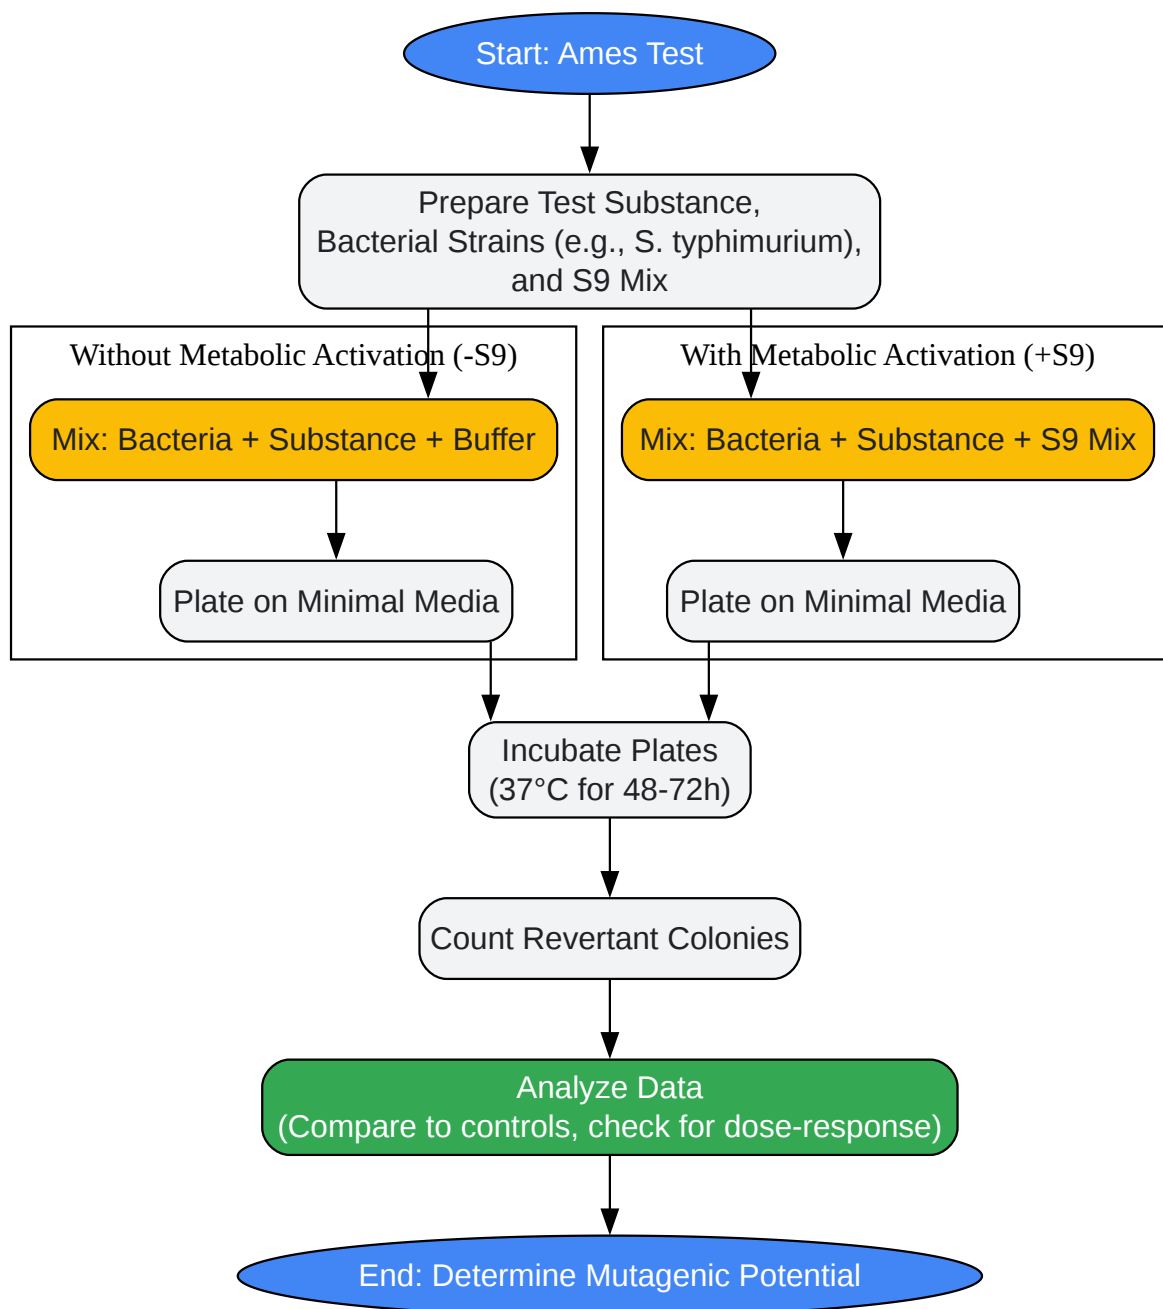 Start: Ames Test
Prepare Test Substance,
Bacterial Strains (e.g., S. typhimurium),
and S9 Mix
Without Metabolic Activation (-S9)
Mix: Bacteria + Substance + Buffer
Plate on Minimal Media
With Metabolic Activation (+S9)
Mix: Bacteria + Substance + S9 Mix
Plate on Minimal Media
Incubate Plates
(37°C for 48-72h)
Count Revertant Colonies
Analyze Data
(Compare to controls, check for dose-response)
End: Determine Mutagenic Potential